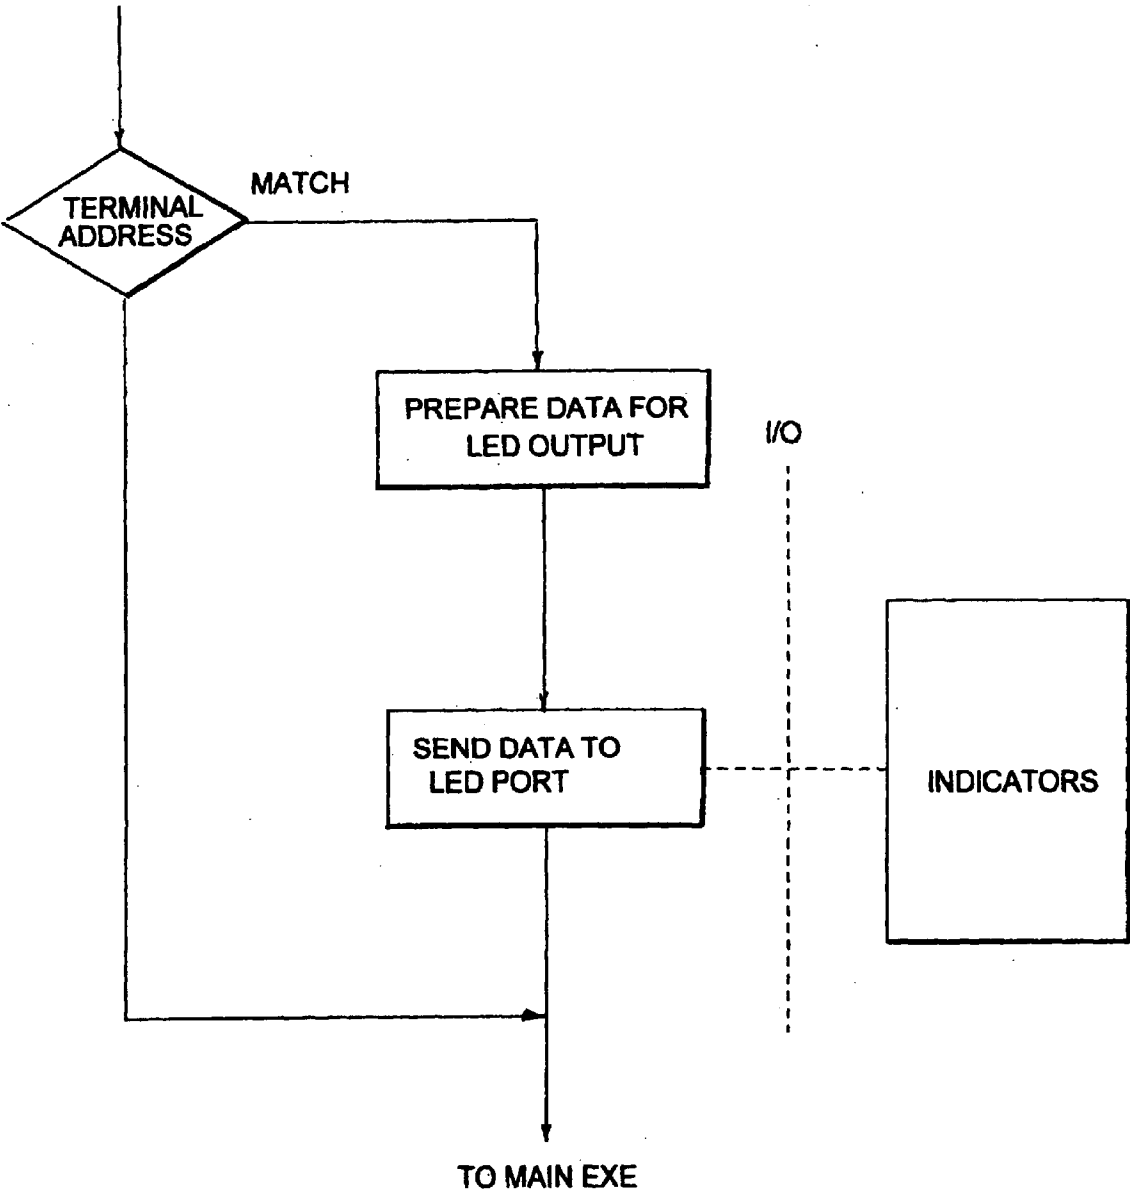 MATCH
TERMINAL
ADDRESS
PREPARE DATA FOR
LED OUTPUT
I/O
SEND DATA TO
LED PORT
INDICATORS
TO MAIN EXE